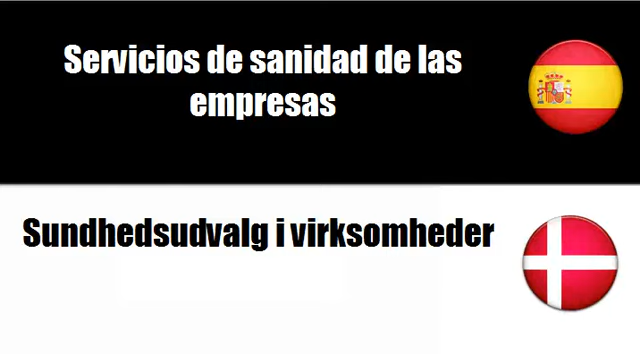 Servicios de sanidad de las
empresas
Sundhedsudvalg i virksomheder